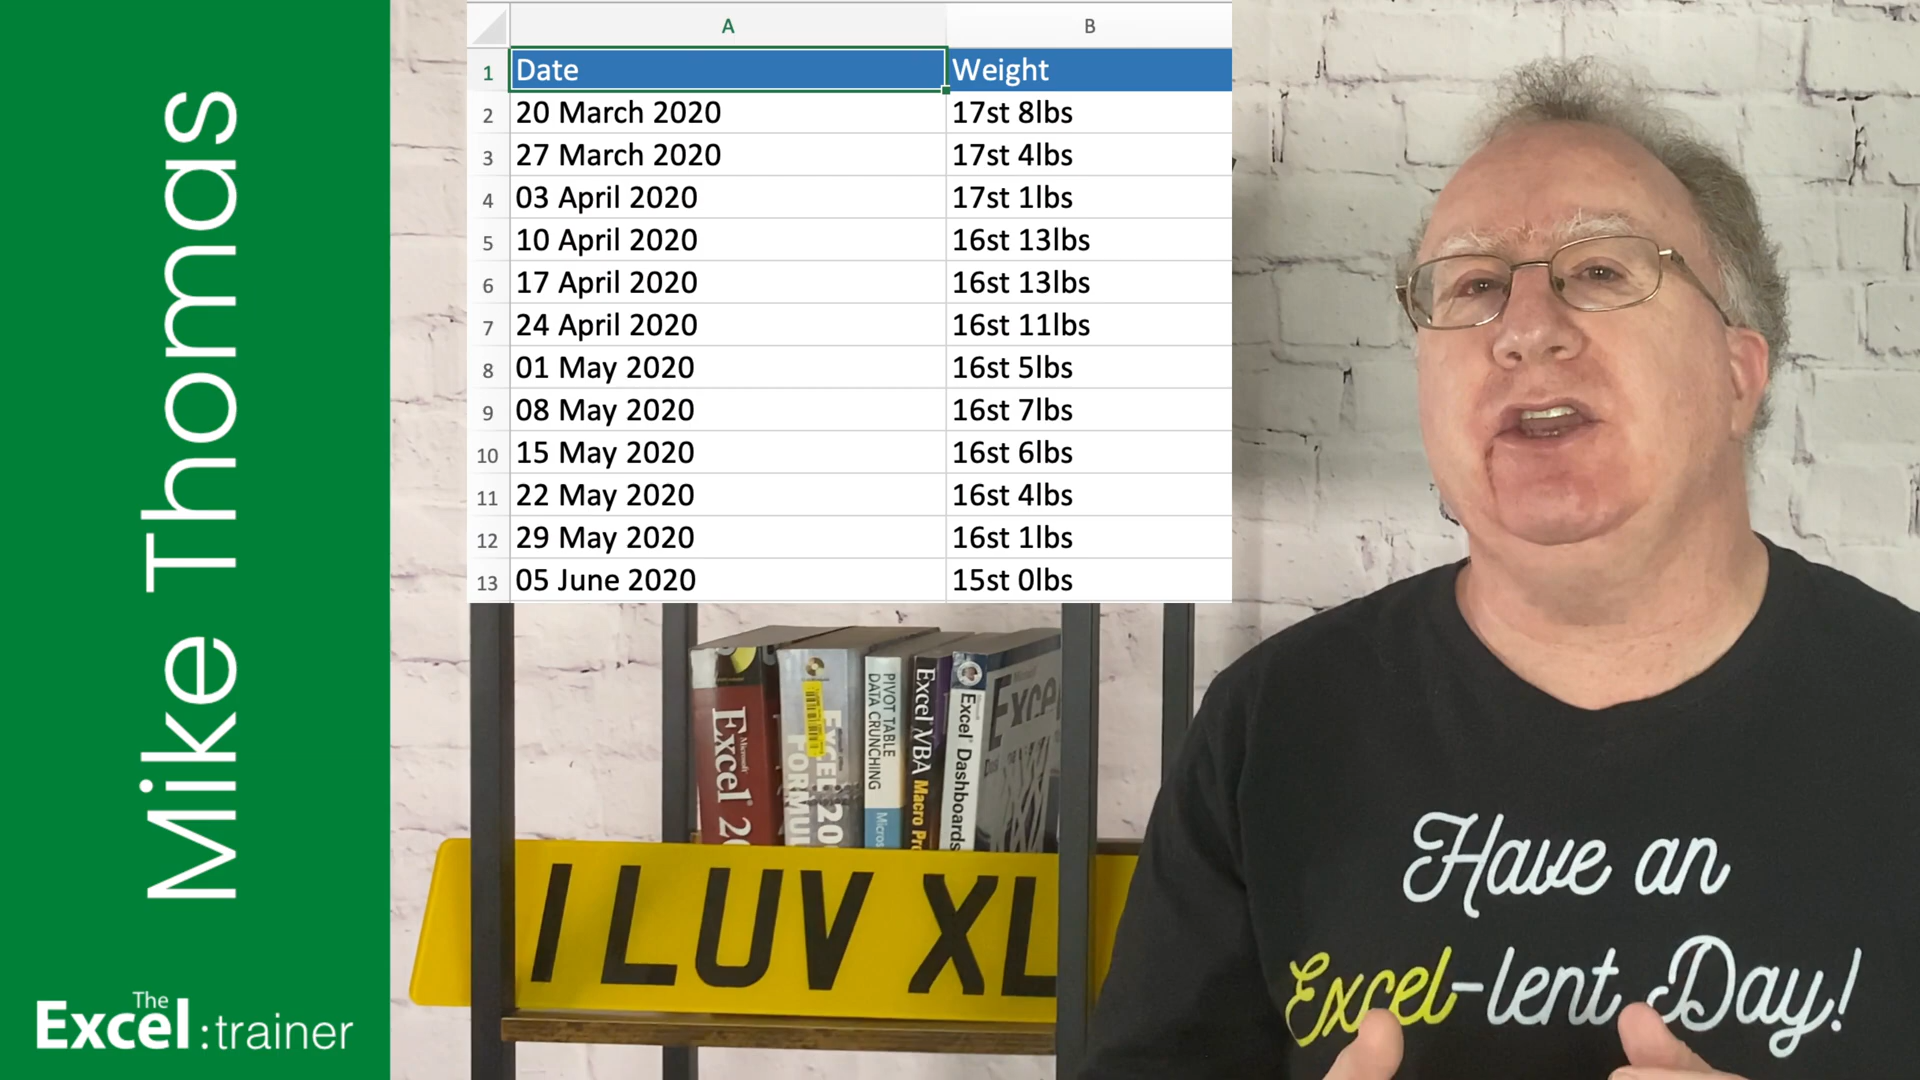 Mike Thomas
The
Excel:trainer
A B
1 Date Weight
2 20 March 2020 17st 8lbs
3 27 March 2020 17st 4lbs
4 03 April 2020 17st 1lbs
5 10 April 2020 16st 13lbs
6 17 April 2020 16st 13lbs
7 24 April 2020 16st 11lbs
8 01 May 2020 16st 5lbs
9 08 May 2020 16st 7lbs
10 15 May 2020 16st 6lbs
11 22 May 2020 16st 4lbs
12 29 May 2020 16st 1lbs
13 05 June 2020 15st 0lbs
Microsoft
Excel
EXCEL
PIVOT TABLE
DATA CRUNCHING
Excel VBA Macro
Excel Dashboards
Excel
I LUV XL
Have an
Excel-lent Day!